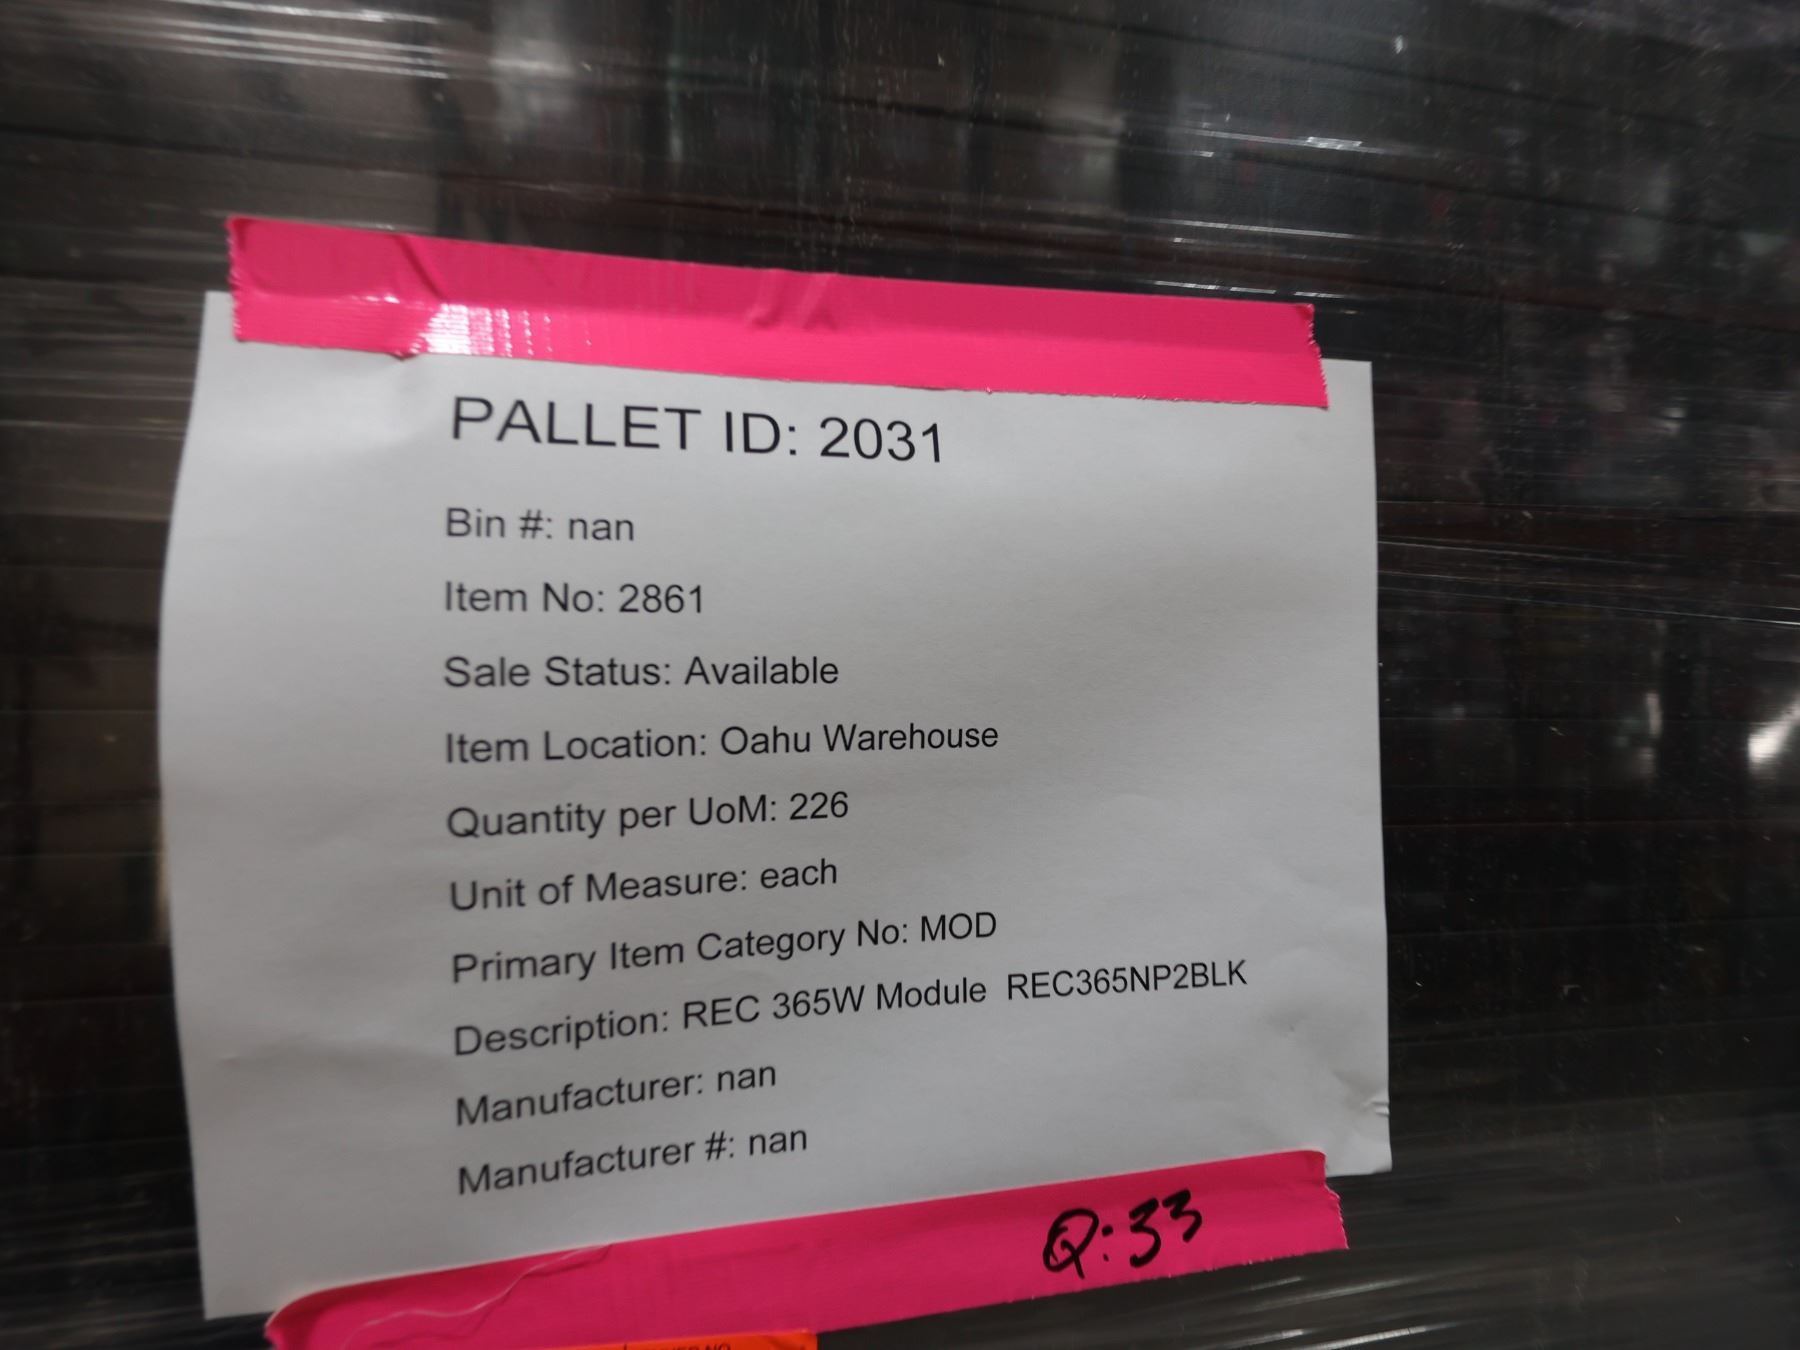 PALLET ID: 2031
Bin #: nan
Item No: 2861
Sale Status: Available
Item Location: Oahu Warehouse
Quantity per UoM: 226
Unit of Measure: each
Primary Item Category No: MOD
Description: REC 365W Module REC365NP2BLK
Manufacturer: nan
Manufacturer #: nan
Q:33